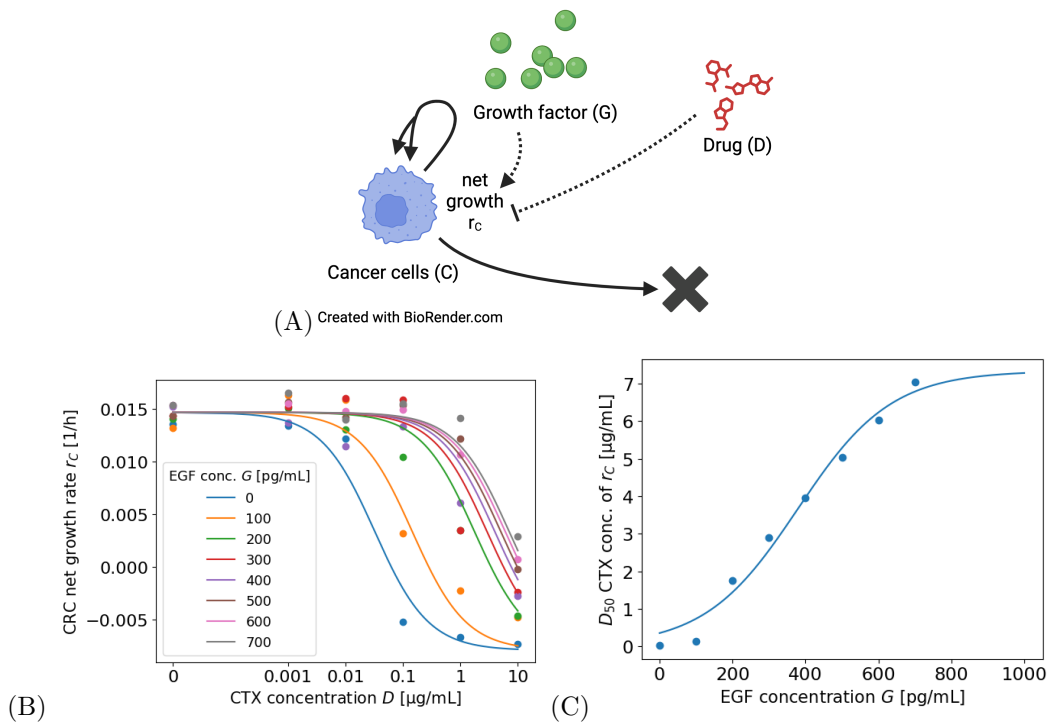 Growth factor (G)
Drug (D)
net
growth
r_C
Cancer cells (C)
(A) Created with BioRender.com
CRC net growth rate r_C [1/h]
0.015
0.010
0.005
0.000
−0.005
EGF conc. G [pg/mL]
0
100
200
300
400
500
600
700
0 0.001 0.01 0.1 1 10
CTX concentration D [µg/mL]
(B)
D₅₀ CTX conc. of r_C [µg/mL]
7
6
5
4
3
2
1
0
0 200 400 600 800 1000
EGF concentration G [pg/mL]
(C)